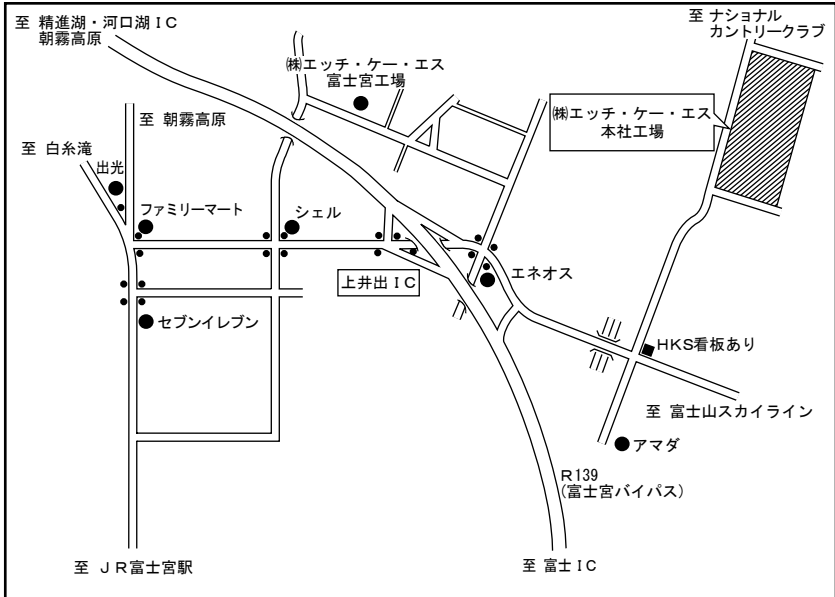 至 精進湖・河口湖ＩＣ
朝霧高原
至 ナショナル
カントリークラブ
㈱エッチ・ケー・エス
富士宮工場
㈱エッチ・ケー・エス
本社工場
至 朝霧高原
至 白糸滝
出光
ファミリーマート
シェル
上井出ＩＣ
エネオス
セブンイレブン
HKS看板あり
至 富士山スカイライン
アマダ
R139
(富士宮バイパス)
至 ＪＲ富士宮駅
至 富士ＩＣ